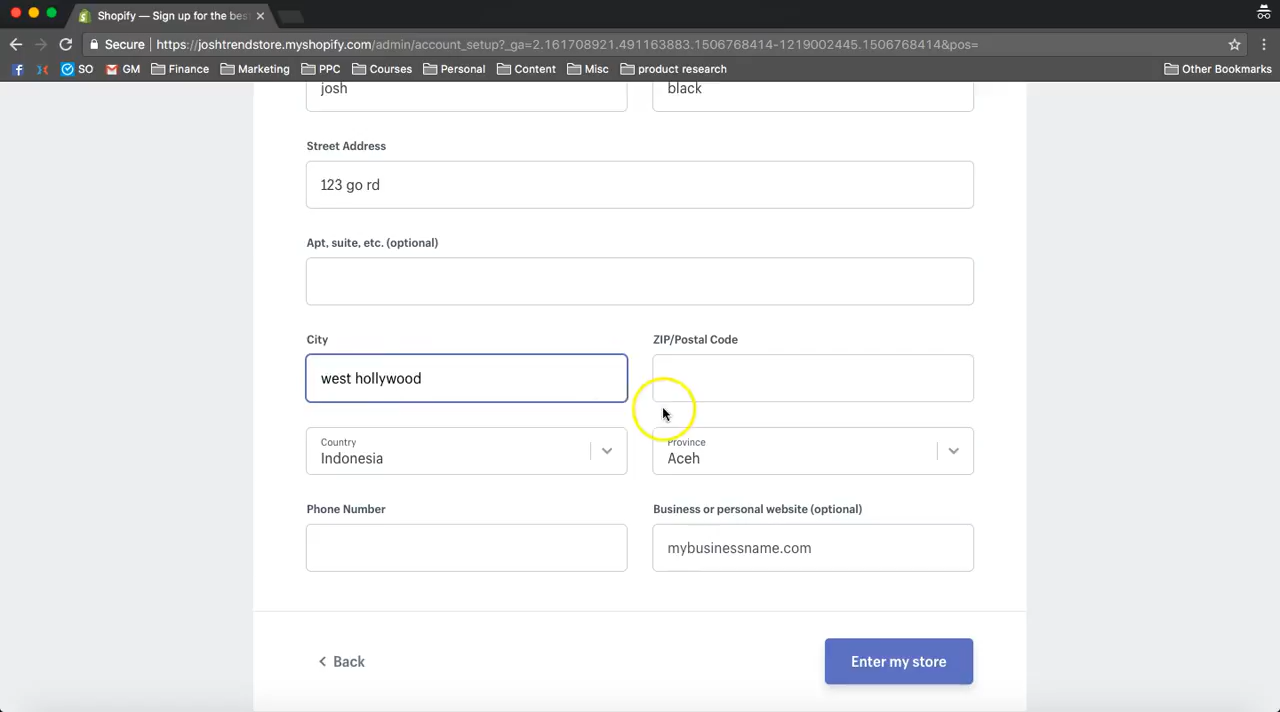 Shopify — Sign up for the bes
Secure
https://joshtrendstore.myshopify.com/admin/account_setup?_ga=2.161708921.491163883.1506768414-1219002445.1506768414&pos=
SO GM Finance Marketing PPC Courses Personal Content Misc product research Other Bookmarks
josh black
Street Address
123 go rd
Apt, suite, etc. (optional)
City ZIP/Postal Code
west hollywood
Country Province
Indonesia Aceh
Phone Number Business or personal website (optional)
mybusinessname.com
Back Enter my store